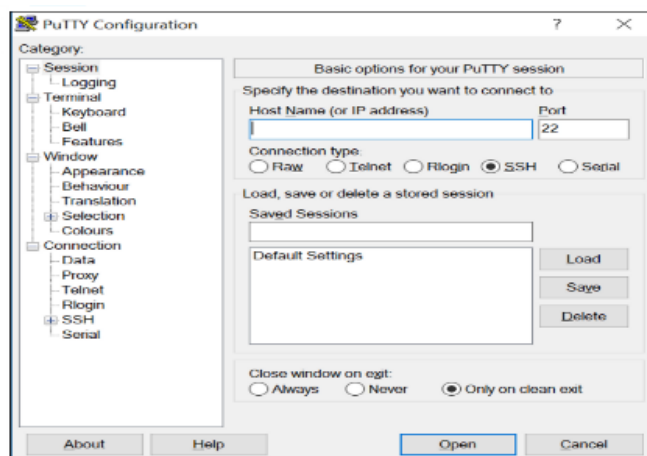 PuTTY Configuration ?
Category:
Session
Logging
Terminal
Keyboard
Bell
Features
Window
Appearance
Behaviour
Translation
Selection
Colours
Connection
Data
Proxy
Telnet
Rlogin
SSH
Serial
Basic options for your PuTTY session
Specify the destination you want to connect to
Host Name (or IP address) Port
22
Connection type:
Raw Telnet Rlogin SSH Serial
Load, save or delete a stored session
Saved Sessions
Default Settings
Load
Save
Delete
Close window on exit:
Always Never Only on clean exit
About Help Open Cancel